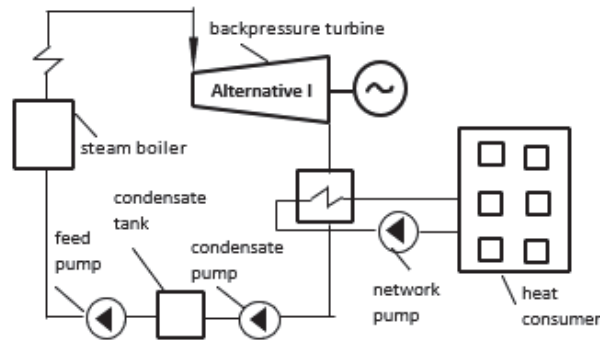 backpressure turbine
Alternative I
steam boiler
condensate
tank
feed
pump
condensate
pump
network
pump
heat
consumer